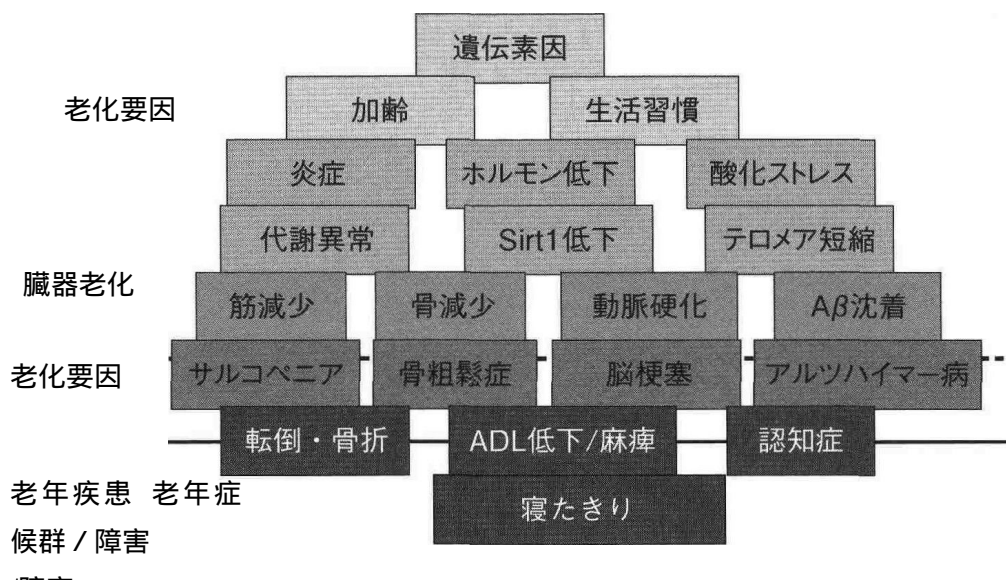 遺伝素因
老化要因 加齢 生活習慣
炎症 ホルモン低下 酸化ストレス
代謝異常 Sirt1低下 テロメア短縮
臓器老化 筋減少 骨減少 動脈硬化 Aβ沈着
老化要因 サルコペニア 骨粗鬆症 脳梗塞 アルツハイマー病
転倒・骨折 ADL低下/麻痺 認知症
老年疾患 老年症
寝たきり
候群/障害